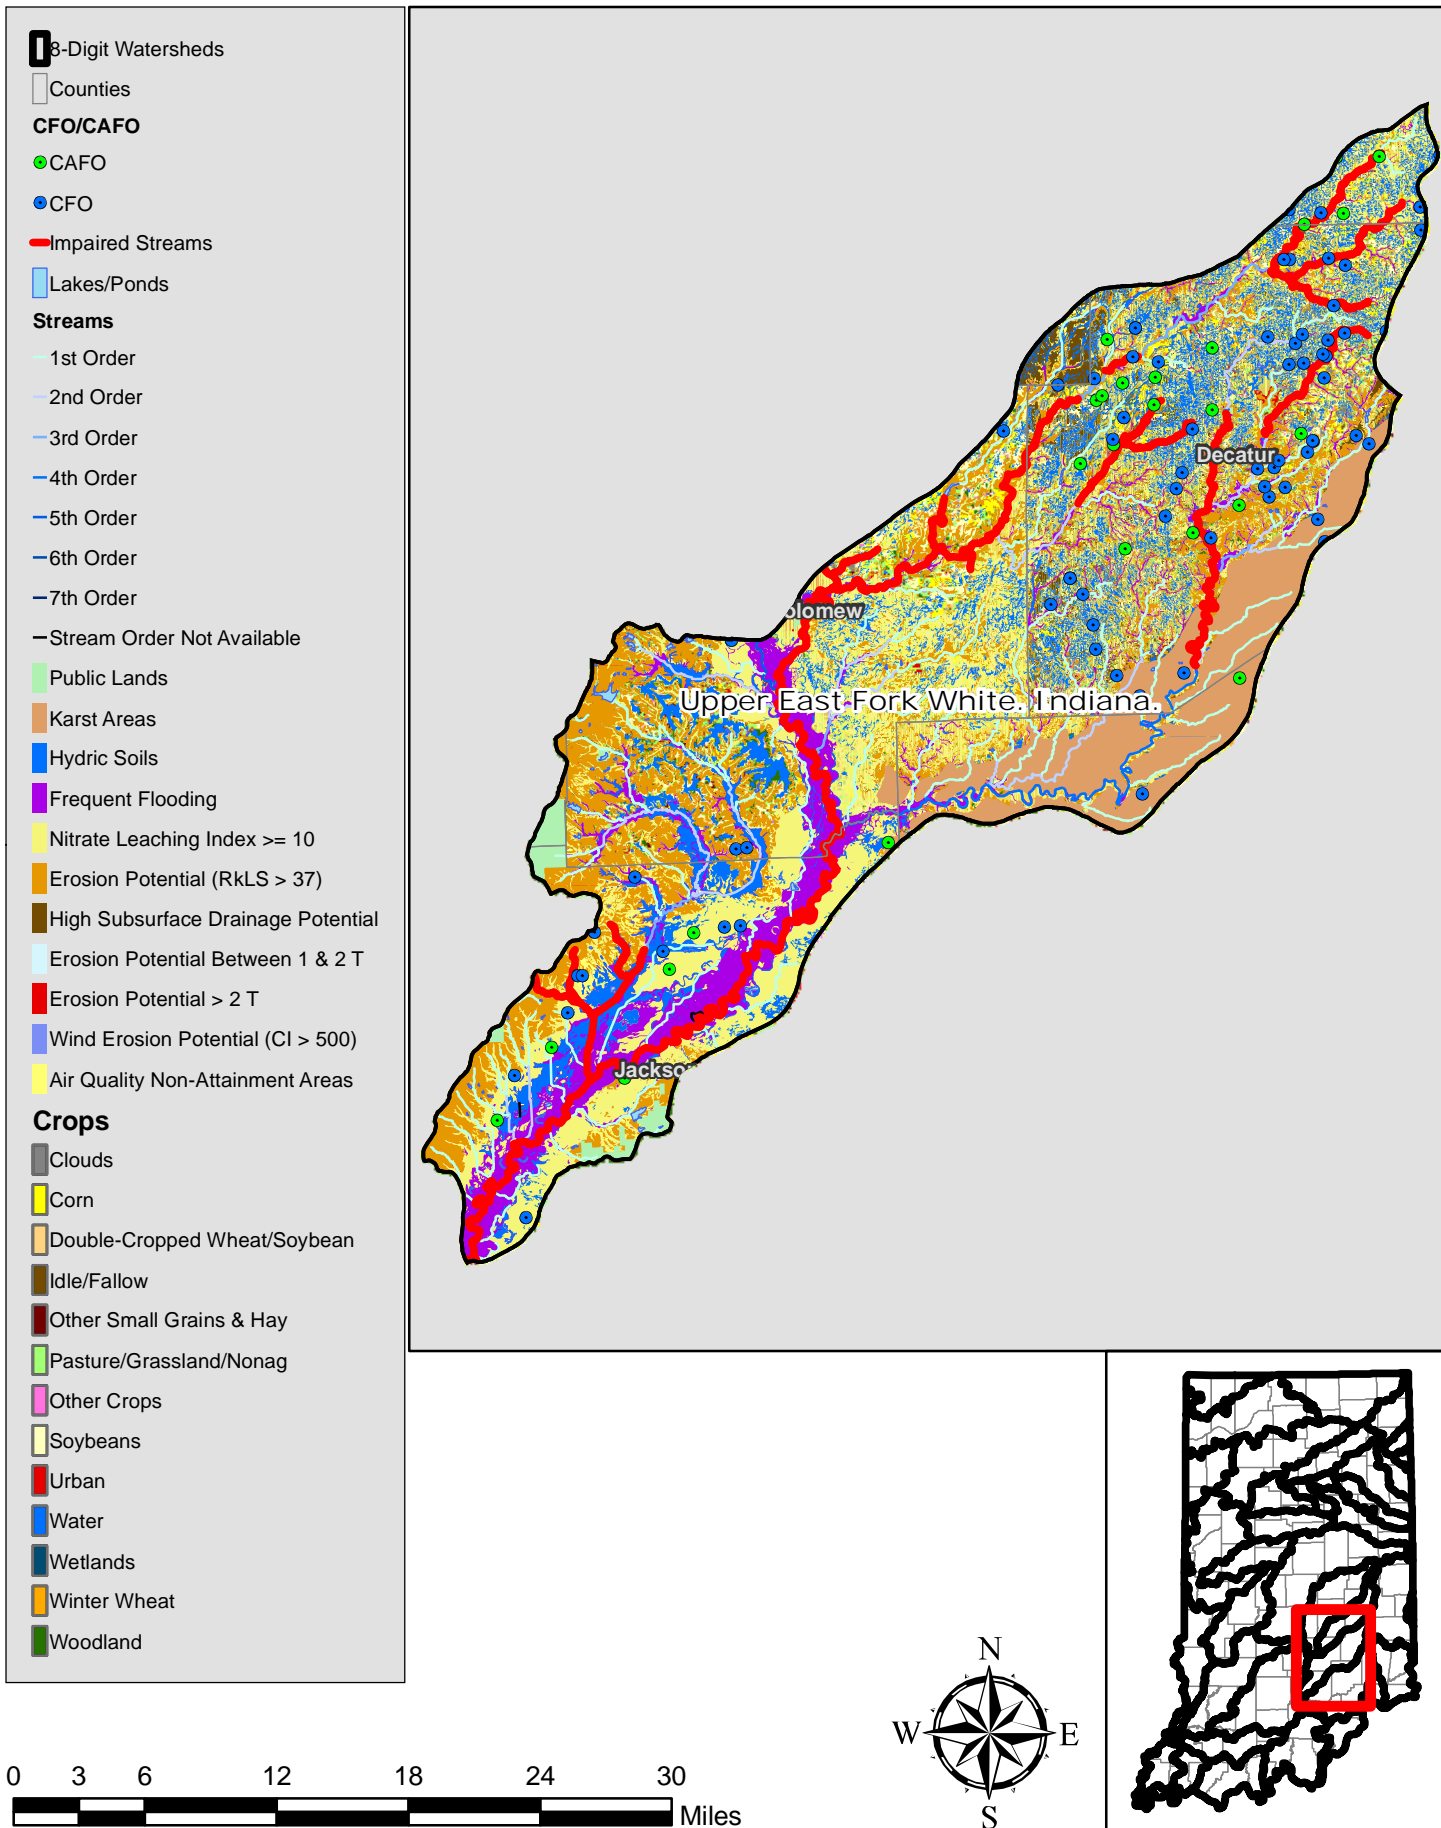 8-Digit Watersheds
Counties
CFO/CAFO
CAFO
CFO
Impaired Streams
Lakes/Ponds
Streams
1st Order
2nd Order
3rd Order
4th Order
5th Order
6th Order
7th Order
Stream Order Not Available
Public Lands
Karst Areas
Hydric Soils
Frequent Flooding
Nitrate Leaching Index >= 10
Erosion Potential (RkLS > 37)
High Subsurface Drainage Potential
Erosion Potential Between 1 & 2 T
Erosion Potential > 2 T
Wind Erosion Potential (CI > 500)
Air Quality Non-Attainment Areas
Crops
Clouds
Corn
Double-Cropped Wheat/Soybean
Idle/Fallow
Other Small Grains & Hay
Pasture/Grassland/Nonag
Other Crops
Soybeans
Urban
Water
Wetlands
Winter Wheat
Woodland
Decatur
olomew
Upper East Fork White. Indiana.
Jackso
N
W E
S
0 3 6 12 18 24 30
Miles